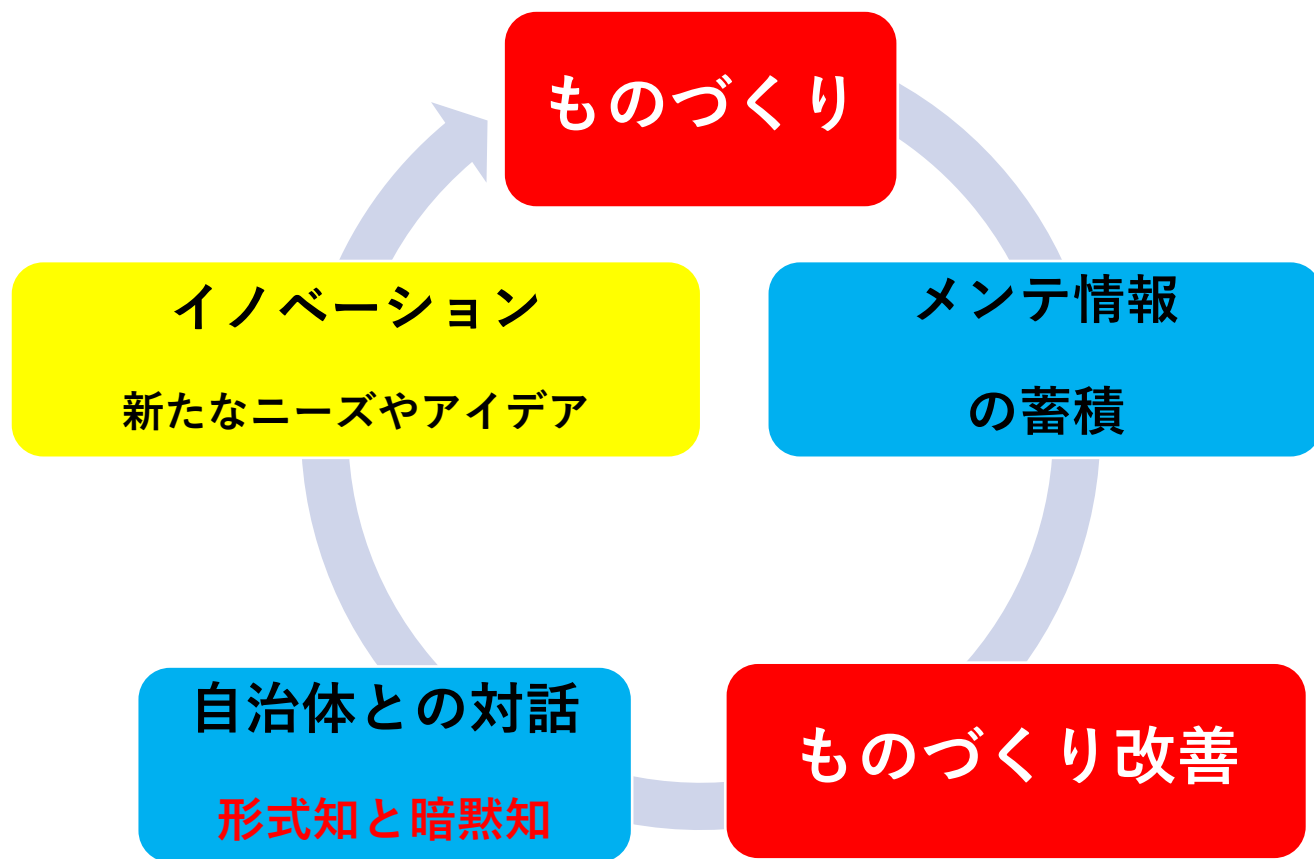 ものづくり
メンテ情報
の蓄積
ものづくり改善
自治体との対話
形式知と暗黙知
イノベーション
新たなニーズやアイデア